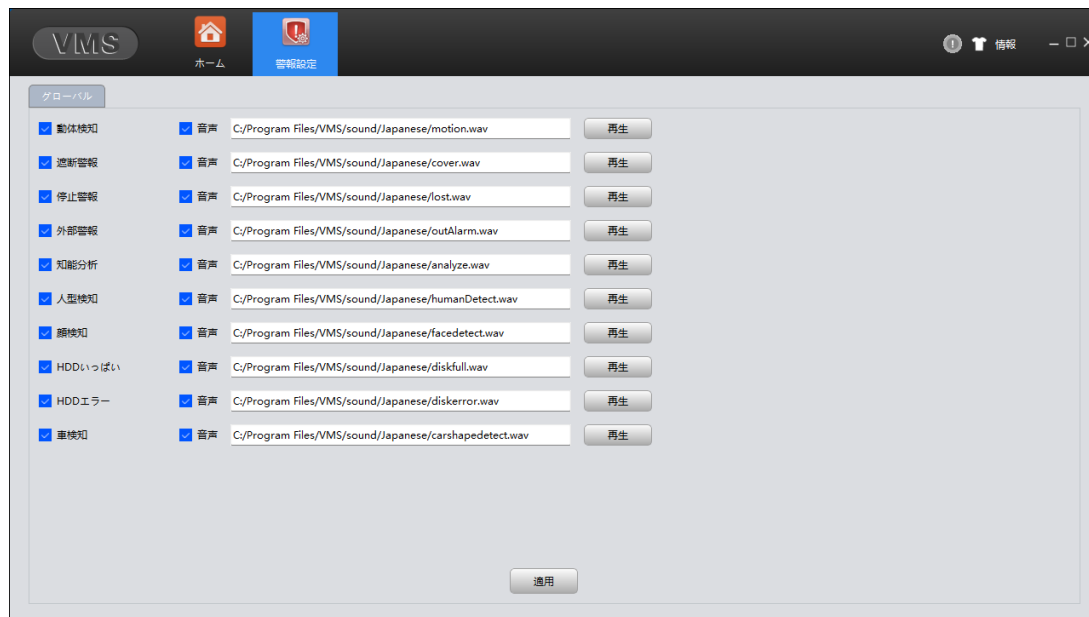 VMS
ホーム
警報設定
情報
グローバル
動体検知 音声 C:/Program Files/VMS/sound/Japanese/motion.wav 再生
遮断警報 音声 C:/Program Files/VMS/sound/Japanese/cover.wav 再生
停止警報 音声 C:/Program Files/VMS/sound/Japanese/lost.wav 再生
外部警報 音声 C:/Program Files/VMS/sound/Japanese/outAlarm.wav 再生
知能分析 音声 C:/Program Files/VMS/sound/Japanese/analyze.wav 再生
人型検知 音声 C:/Program Files/VMS/sound/Japanese/humanDetect.wav 再生
顔検知 音声 C:/Program Files/VMS/sound/Japanese/facedetect.wav 再生
HDDいっぱい 音声 C:/Program Files/VMS/sound/Japanese/diskfull.wav 再生
HDDエラー 音声 C:/Program Files/VMS/sound/Japanese/diskerror.wav 再生
車検知 音声 C:/Program Files/VMS/sound/Japanese/carshapedetect.wav 再生
適用